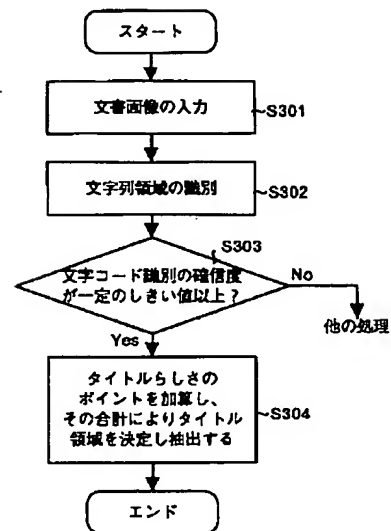 スタート
文書画像の入力
S301
文字列領域の識別
S302
S303
文字コード識別の確信度
が一定のしきい値以上？
No
他の処理
Yes
タイトルらしさの
ポイントを加算し、
その合計によりタイトル
領域を決定し抽出する
S304
エンド